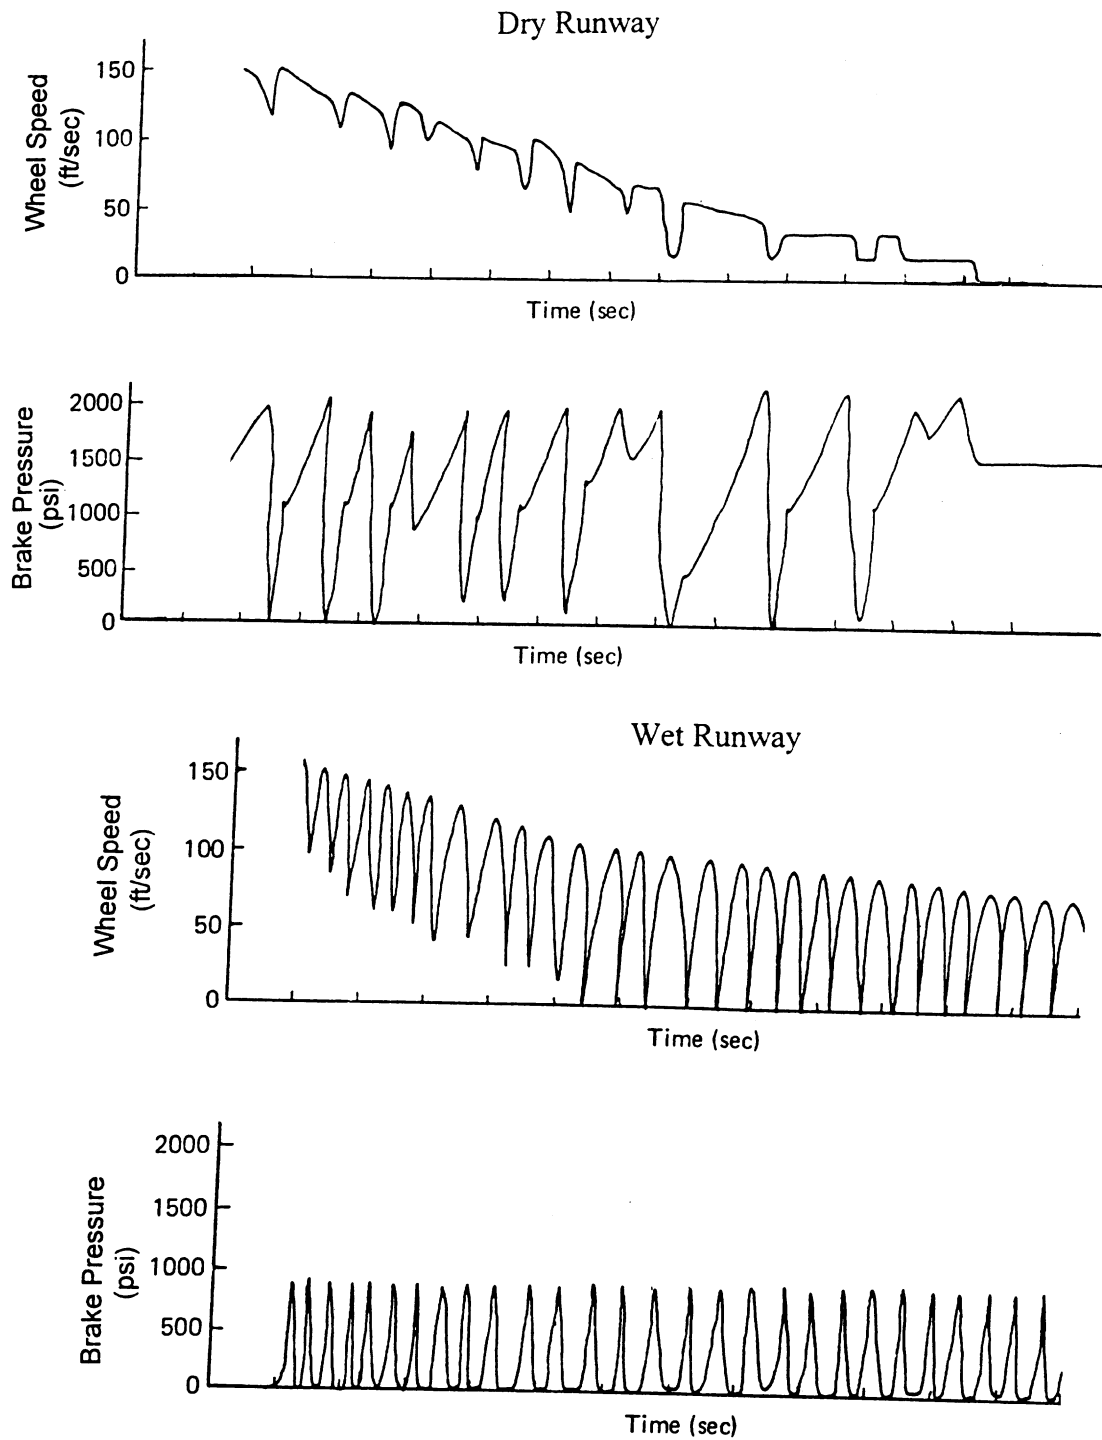 Dry Runway
Wheel Speed
(ft/sec)
150
100
50
0
Time (sec)
Brake Pressure
(psi)
2000
1500
1000
500
0
Time (sec)
Wet Runway
Wheel Speed
(ft/sec)
150
100
50
0
Time (sec)
Brake Pressure
(psi)
2000
1500
1000
500
0
Time (sec)